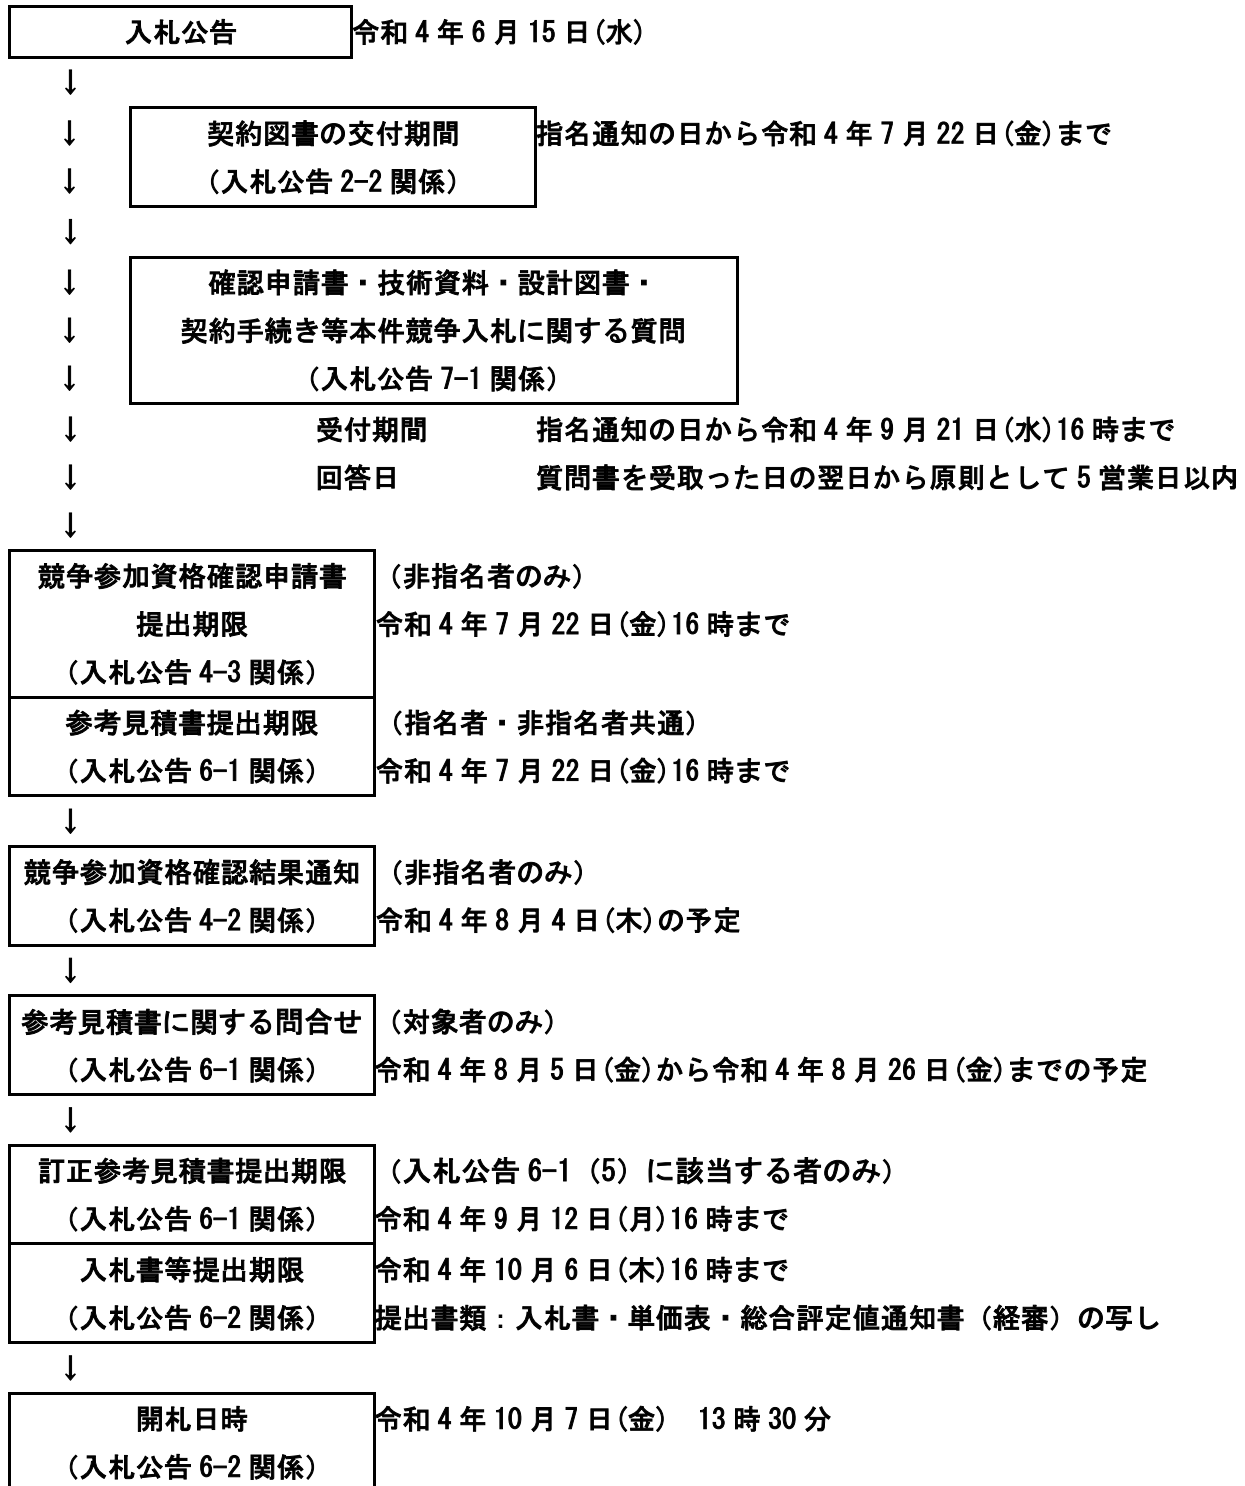 入札公告 令和4年6月15日(水)
↓
↓ 契約図書の交付期間 指名通知の日から令和4年7月22日(金)まで
↓ (入札公告2-2関係)
↓
↓ 確認申請書・技術資料・設計図書・
↓ 契約手続き等本件競争入札に関する質問
↓ (入札公告7-1関係)
↓ 受付期間 指名通知の日から令和4年9月21日(水)16時まで
↓ 回答日 質問書を受取った日の翌日から原則として5営業日以内
↓
競争参加資格確認申請書 (非指名者のみ)
提出期限 令和4年7月22日(金)16時まで
(入札公告4-3関係)
参考見積書提出期限 (指名者・非指名者共通)
(入札公告6-1関係) 令和4年7月22日(金)16時まで
↓
競争参加資格確認結果通知 (非指名者のみ)
(入札公告4-2関係) 令和4年8月4日(木)の予定
↓
参考見積書に関する問合せ (対象者のみ)
(入札公告6-1関係) 令和4年8月5日(金)から令和4年8月26日(金)までの予定
↓
訂正参考見積書提出期限 (入札公告6-1(5)に該当する者のみ)
(入札公告6-1関係) 令和4年9月12日(月)16時まで
入札書等提出期限 令和4年10月6日(木)16時まで
(入札公告6-2関係) 提出書類:入札書・単価表・総合評定値通知書(経審)の写し
↓
開札日時 令和4年10月7日(金) 13時30分
(入札公告6-2関係)